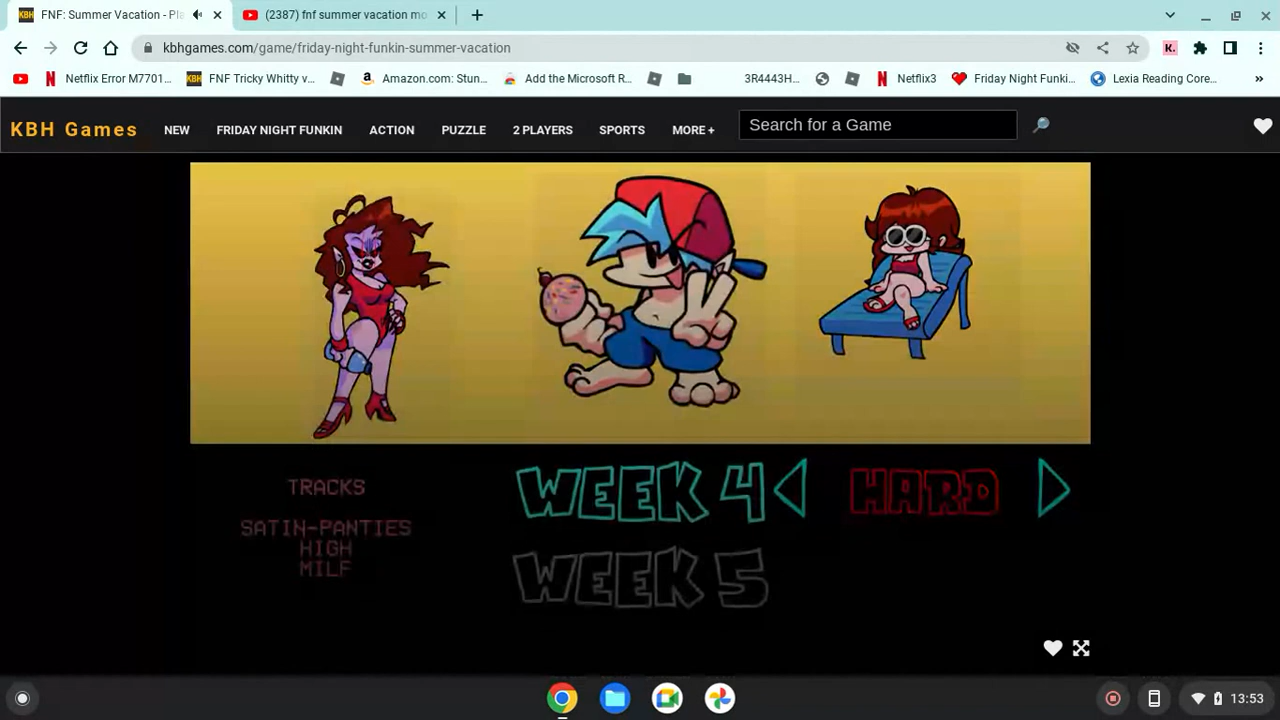 FNF: Summer Vacation - Pla
(2387) fnf summer vacation mo
kbhgames.com/game/friday-night-funkin-summer-vacation
K.
Netflix Error M7701...
FNF Tricky Whitty v...
Amazon.com: Stun...
Add the Microsoft R...
3R4443H...
Netflix3
Friday Night Funki...
Lexia Reading Core...
»
KBH Games
NEW
FRIDAY NIGHT FUNKIN
ACTION
PUZZLE
2 PLAYERS
SPORTS
MORE +
Search for a Game
TRACKS
SATIN-PANTIES
HIGH
MILF
WEEK 4
HARD
WEEK 5
13:53